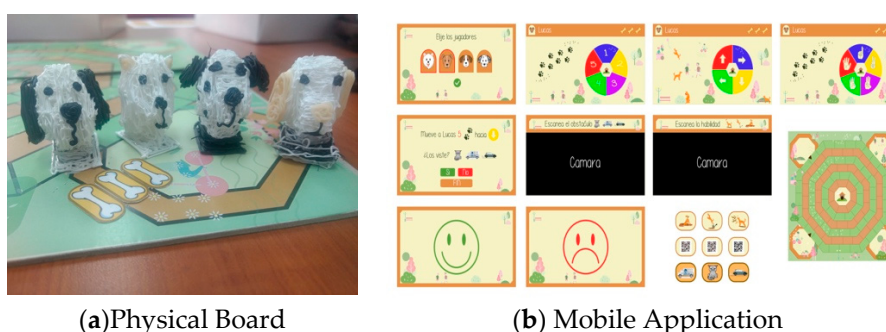 Elije los jugadores
Lucas
Lucas
Lucas
Mueve a Lucas 5 hacia
¿Los viste?
Si No
Escanea el obstaculo
Camara
Escanea la habilidad
Camara
(a)Physical Board
(b) Mobile Application